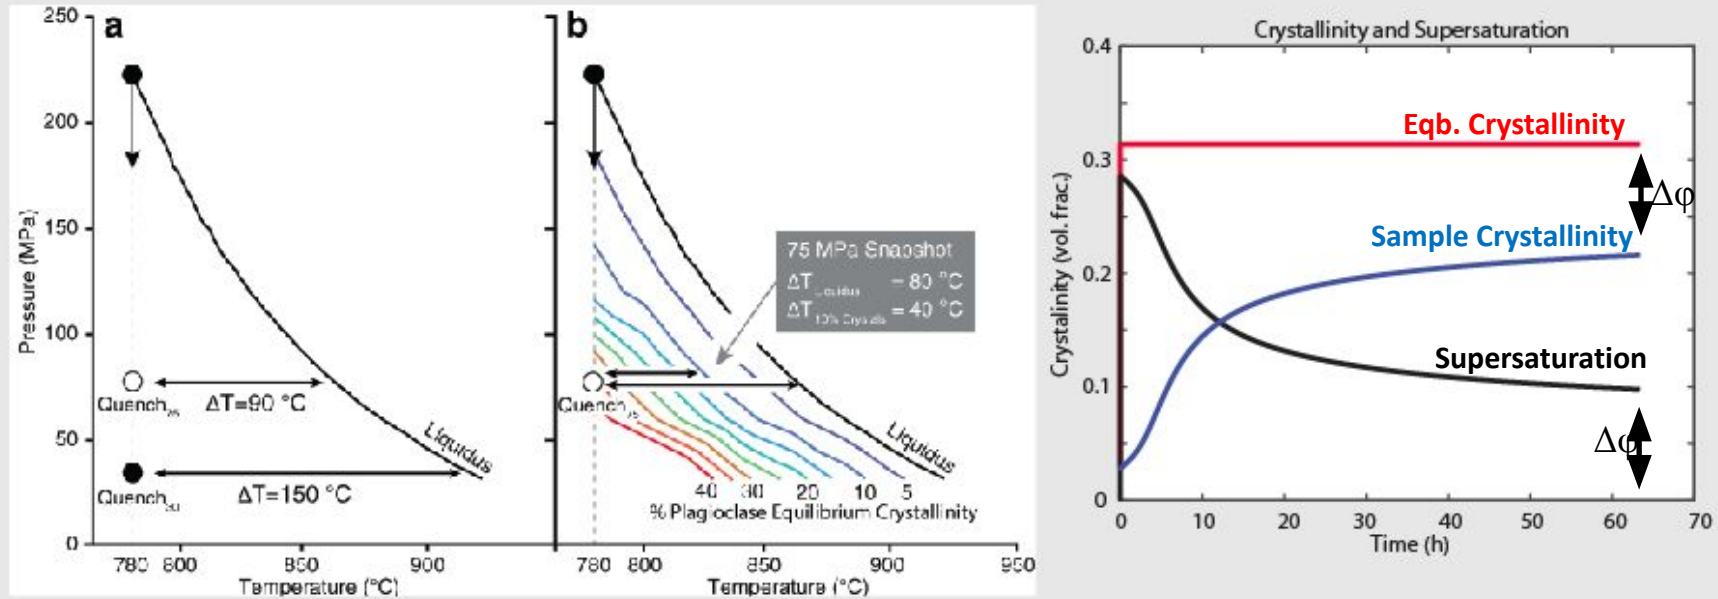 a
250
200
150
100
50
0
Pressure (MPa)
Quench
ΔT=90 °C
Quench
ΔT=150 °C
Liquidus
780 800 850 900
Temperature (°C)
b
75 MPa Snapshot
ΔT Liquidus = 80 °C
ΔT 10% Crystals = 40 °C
Quench
Liquidus
40 30 20 10 5
% Plagioclase Equilibrium Crystallinity
780 800 850 900 950
Temperature (°C)
Crystallinity and Supersaturation
0.4
0.3
0.2
0.1
0
Crystalinity (vol. frac.)
Eqb. Crystallinity
Δφ
Sample Crystallinity
Supersaturation
Δφ
0 10 20 30 40 50 60 70
Time (h)